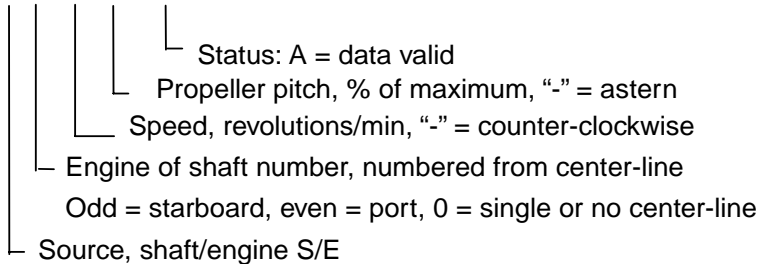 Status: A = data valid
Propeller pitch, % of maximum, “-” = astern
Speed, revolutions/min, “-” = counter-clockwise
Engine of shaft number, numbered from center-line
Odd = starboard, even = port, 0 = single or no center-line
Source, shaft/engine S/E